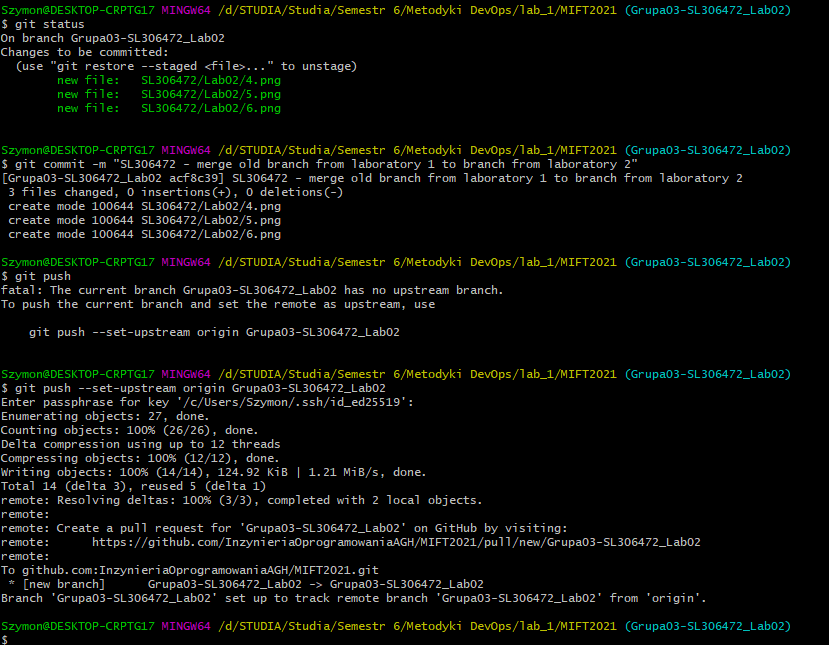 Szymon@DESKTOP-CRPTG17 MINGW64 /d/STUDIA/Studia/Semestr 6/Metodyki DevOps/lab_1/MIFT2021 (Grupa03-SL306472_Lab02)
$ git status
On branch Grupa03-SL306472_Lab02
Changes to be committed:
  (use "git restore --staged <file>..." to unstage)
        new file:   SL306472/Lab02/4.png
        new file:   SL306472/Lab02/5.png
        new file:   SL306472/Lab02/6.png

Szymon@DESKTOP-CRPTG17 MINGW64 /d/STUDIA/Studia/Semestr 6/Metodyki DevOps/lab_1/MIFT2021 (Grupa03-SL306472_Lab02)
$ git commit -m "SL306472 - merge old branch from laboratory 1 to branch from laboratory 2"
[Grupa03-SL306472_Lab02 acf8c39] SL306472 - merge old branch from laboratory 1 to branch from laboratory 2
 3 files changed, 0 insertions(+), 0 deletions(-)
 create mode 100644 SL306472/Lab02/4.png
 create mode 100644 SL306472/Lab02/5.png
 create mode 100644 SL306472/Lab02/6.png

Szymon@DESKTOP-CRPTG17 MINGW64 /d/STUDIA/Studia/Semestr 6/Metodyki DevOps/lab_1/MIFT2021 (Grupa03-SL306472_Lab02)
$ git push
fatal: The current branch Grupa03-SL306472_Lab02 has no upstream branch.
To push the current branch and set the remote as upstream, use

    git push --set-upstream origin Grupa03-SL306472_Lab02

Szymon@DESKTOP-CRPTG17 MINGW64 /d/STUDIA/Studia/Semestr 6/Metodyki DevOps/lab_1/MIFT2021 (Grupa03-SL306472_Lab02)
$ git push --set-upstream origin Grupa03-SL306472_Lab02
Enter passphrase for key '/c/Users/Szymon/.ssh/id_ed25519':
Enumerating objects: 27, done.
Counting objects: 100% (26/26), done.
Delta compression using up to 12 threads
Compressing objects: 100% (12/12), done.
Writing objects: 100% (14/14), 124.92 KiB | 1.21 MiB/s, done.
Total 14 (delta 3), reused 5 (delta 1)
remote: Resolving deltas: 100% (3/3), completed with 2 local objects.
remote:
remote: Create a pull request for 'Grupa03-SL306472_Lab02' on GitHub by visiting:
remote:      https://github.com/InzynieriaOprogramowaniaAGH/MIFT2021/pull/new/Grupa03-SL306472_Lab02
remote:
To github.com:InzynieriaOprogramowaniaAGH/MIFT2021.git
 * [new branch]      Grupa03-SL306472_Lab02 -> Grupa03-SL306472_Lab02
Branch 'Grupa03-SL306472_Lab02' set up to track remote branch 'Grupa03-SL306472_Lab02' from 'origin'.

Szymon@DESKTOP-CRPTG17 MINGW64 /d/STUDIA/Studia/Semestr 6/Metodyki DevOps/lab_1/MIFT2021 (Grupa03-SL306472_Lab02)
$